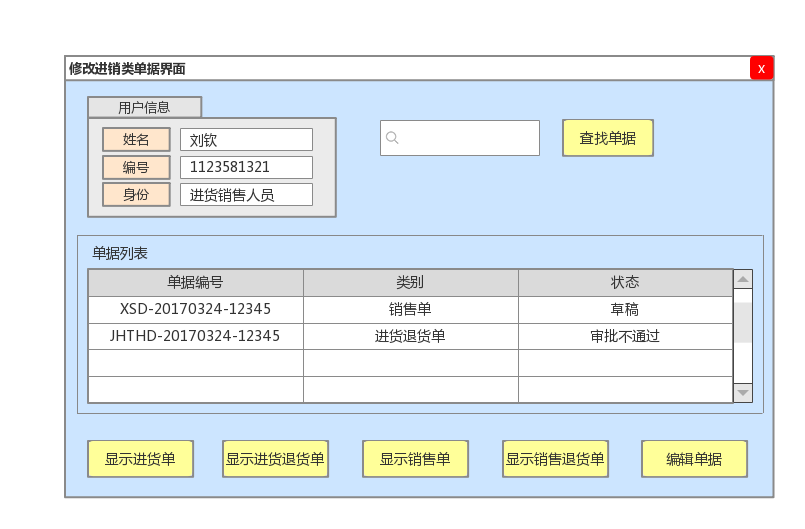 修改进销类单据界面 x
用户信息
姓名 刘钦
编号 1123581321
身份 进货销售人员
查找单据
单据列表
单据编号 类别 状态
XSD-20170324-12345 销售单 草稿
JHTHD-20170324-12345 进货退货单 审批不通过
显示进货单 显示进货退货单 显示销售单 显示销售退货单 编辑单据